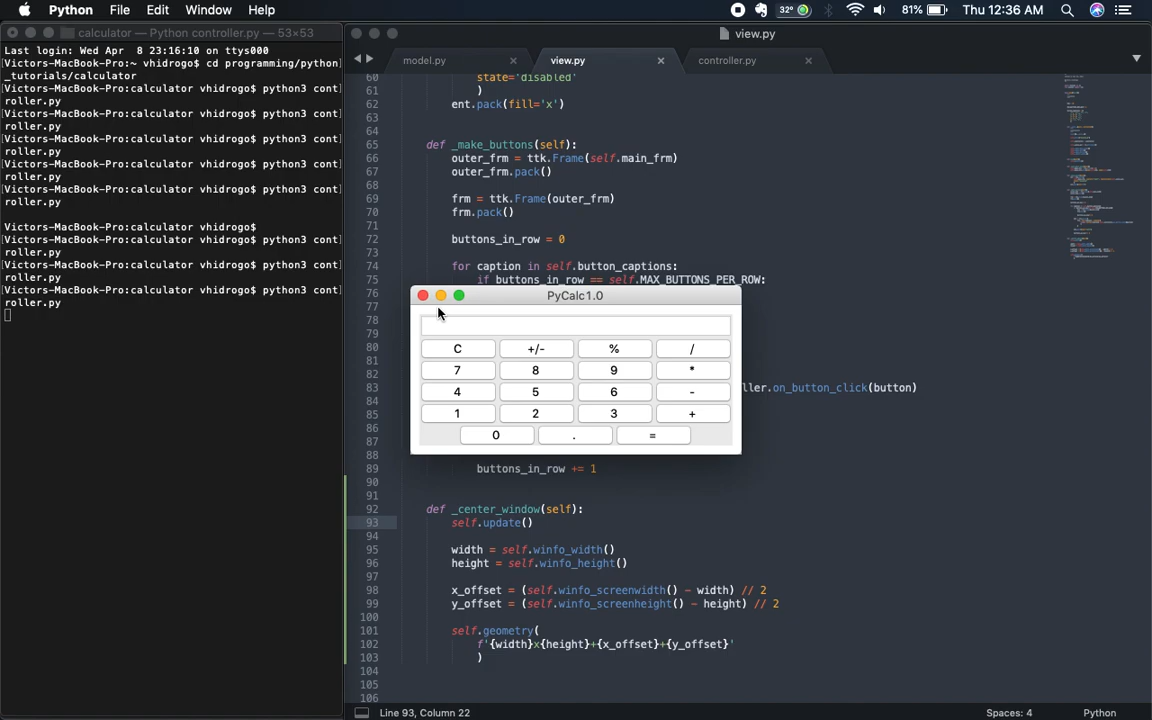 Python File Edit Window Help 32° 81% Thu 12:36 AM
calculator — Python controller.py — 53×53
Last login: Wed Apr  8 23:16:10 on ttys000
[Victors-MacBook-Pro:~ vhidrogo$ cd programming/python]
_tutorials/calculator
[Victors-MacBook-Pro:calculator vhidrogo$ python3 cont]
roller.py
[Victors-MacBook-Pro:calculator vhidrogo$ python3 cont]
roller.py
[Victors-MacBook-Pro:calculator vhidrogo$ python3 cont]
roller.py
[Victors-MacBook-Pro:calculator vhidrogo$ python3 cont]
roller.py
[Victors-MacBook-Pro:calculator vhidrogo$ python3 cont]
roller.py
Victors-MacBook-Pro:calculator vhidrogo$
[Victors-MacBook-Pro:calculator vhidrogo$ python3 cont]
roller.py
[Victors-MacBook-Pro:calculator vhidrogo$ python3 cont]
roller.py
[Victors-MacBook-Pro:calculator vhidrogo$ python3 cont]
roller.py
view.py
model.py × view.py × controller.py ×
60 state='disabled'
61 )
62 ent.pack(fill='x')
63
64
65 def _make_buttons(self):
66 outer_frm = ttk.Frame(self.main_frm)
67 outer_frm.pack()
68
69 frm = ttk.Frame(outer_frm)
70 frm.pack()
71
72 buttons_in_row = 0
73
74 for caption in self.button_captions:
75 if buttons_in_row == self.MAX_BUTTONS_PER_ROW:
76
77
78
79
80
81
82
83 ller.on_button_click(button)
84
85
86
87
88
89 buttons_in_row += 1
90
91
92 def _center_window(self):
93 self.update()
94
95 width = self.winfo_width()
96 height = self.winfo_height()
97
98 x_offset = (self.winfo_screenwidth() - width) // 2
99 y_offset = (self.winfo_screenheight() - height) // 2
100
101 self.geometry(
102 f'{width}x{height}+{x_offset}+{y_offset}'
103 )
104
105
106
PyCalc1.0
C +/- % /
7 8 9 *
4 5 6 -
1 2 3 +
0 . =
Line 93, Column 22 Spaces: 4 Python